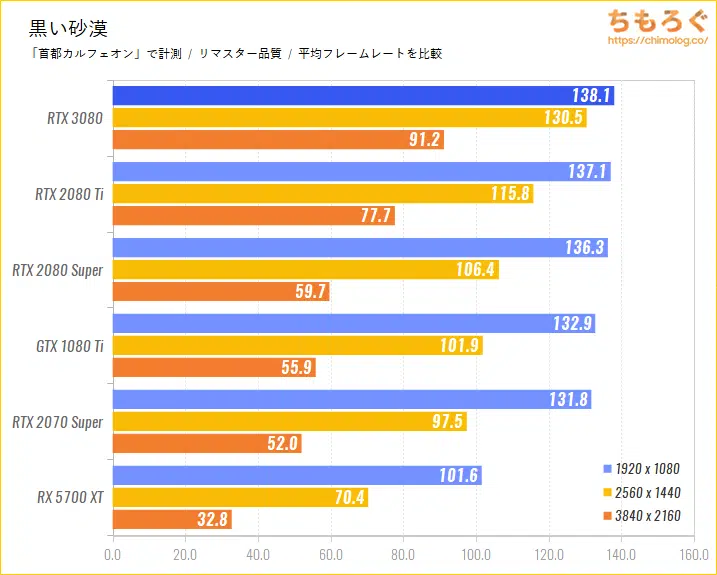 黒い砂漠
ちもろぐ
https://chimolog.co/
「首都カルフェオン」で計測 / リマスター品質 / 平均フレームレートを比較
RTX 3080
138.1
130.5
91.2
RTX 2080 Ti
137.1
115.8
77.7
RTX 2080 Super
136.3
106.4
59.7
GTX 1080 Ti
132.9
101.9
55.9
RTX 2070 Super
131.8
97.5
52.0
RX 5700 XT
101.6
70.4
32.8
1920 x 1080
2560 x 1440
3840 x 2160
0.0 20.0 40.0 60.0 80.0 100.0 120.0 140.0 160.0